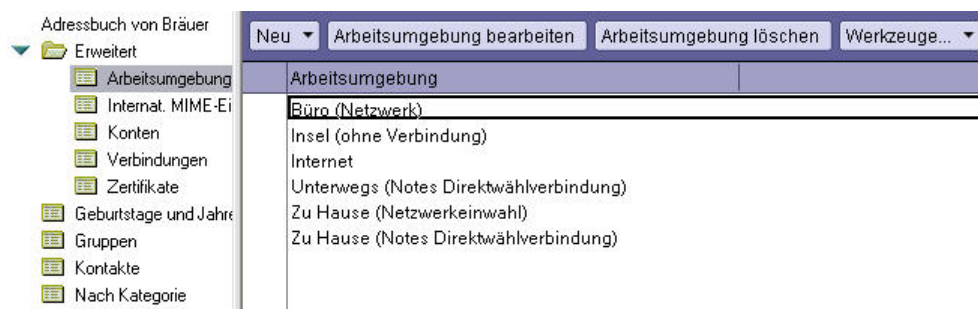 Adressbuch von Bräuer
Erweitert
Arbeitsumgebung
Internat. MIME-Ei
Konten
Verbindungen
Zertifikate
Geburtstage und Jahre
Gruppen
Kontakte
Nach Kategorie
Neu
Arbeitsumgebung bearbeiten
Arbeitsumgebung löschen
Werkzeuge...
Arbeitsumgebung
Büro (Netzwerk)
Insel (ohne Verbindung)
Internet
Unterwegs (Notes Direktwählverbindung)
Zu Hause (Netzwerkeinwahl)
Zu Hause (Notes Direktwählverbindung)